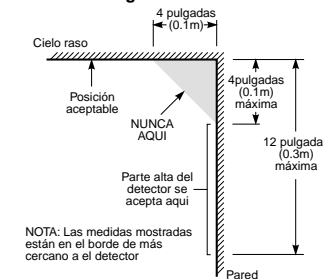 4 pulgadas
(0.1m)
Cielo raso
Posición
aceptable
NUNCA
AQUI
4pulgadas
(0.1m)
máxima
12 pulgada
(0.3m)
máxima
Parte alta del
detector se
acepta aqui
NOTA: Las medidas mostradas
están en el borde de más
cercano a el detector
Pared